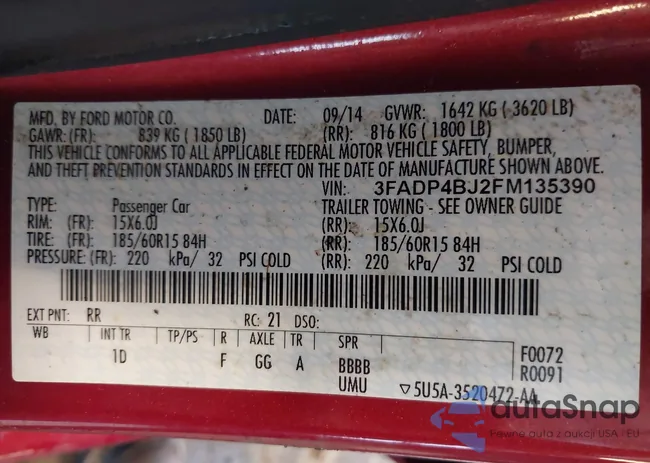 MFD. BY FORD MOTOR CO. DATE: 09/14 GVWR: 1642 KG (3620 LB)
GAWR: (FR): 839 KG (1850 LB) (RR): 816 KG (1800 LB)
THIS VEHICLE CONFORMS TO ALL APPLICABLE FEDERAL MOTOR VEHICLE SAFETY, BUMPER,
AND THEFT PREVENTION STANDARDS IN EFFECT ON THE DATE OF MANUFACTURE SHOWN ABOVE.
VIN: 3FADP4BJ2FM135390
TYPE: Passenger Car TRAILER TOWING - SEE OWNER GUIDE
RIM: (FR): 15X6.0J (RR): 15X6.0J
TIRE: (FR): 185/60R15 84H (RR): 185/60R15 84H
PRESSURE: (FR): 220 kPa/ 32 PSI COLD (RR): 220 kPa/ 32 PSI COLD
EXT PNT: RR RC: 21 DSO:
WB INT TR TP/PS R AXLE TR SPR F0072
1D F GG A BBBB R0091
UMU ▽5U5A-3520472-AA
autoSnap
Pewne auta z aukcji USA - EU